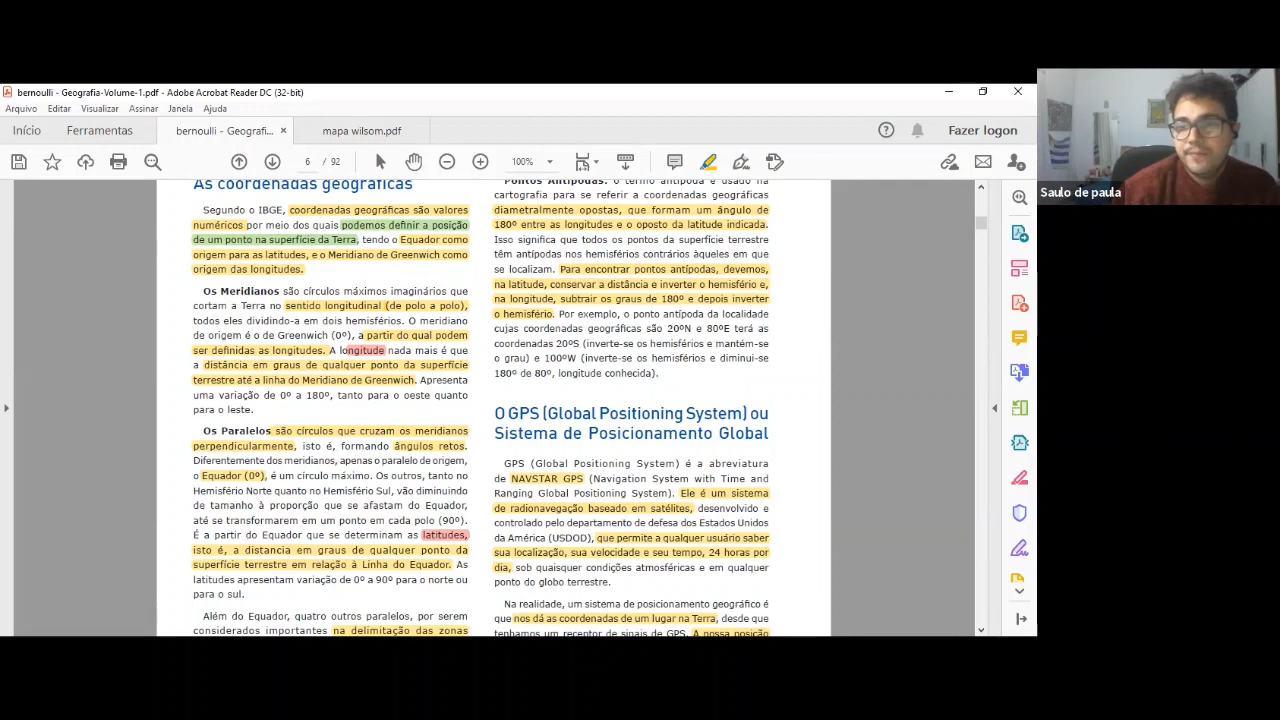 bernoulli - Geografia-Volume-1.pdf - Adobe Acrobat Reader DC (32-bit)
Arquivo Editar Visualizar Assinar Janela Ajuda
Início Ferramentas bernoulli - Geografi... × mapa wilsom.pdf Fazer logon
6 / 92 100%
Saulo de paula
As coordenadas geográficas
Segundo o IBGE, coordenadas geográficas são valores
numéricos por meio dos quais podemos definir a posição
de um ponto na superfície da Terra, tendo o Equador como
origem para as latitudes, e o Meridiano de Greenwich como
origem das longitudes.
Os Meridianos são círculos máximos imaginários que
cortam a Terra no sentido longitudinal (de polo a polo),
todos eles dividindo-a em dois hemisférios. O meridiano
de origem é o de Greenwich (0º), a partir do qual podem
ser definidas as longitudes. A longitude nada mais é que
a distância em graus de qualquer ponto da superfície
terrestre até a linha do Meridiano de Greenwich. Apresenta
uma variação de 0º a 180º, tanto para o oeste quanto
para o leste.
Os Paralelos são círculos que cruzam os meridianos
perpendicularmente, isto é, formando ângulos retos.
Diferentemente dos meridianos, apenas o paralelo de origem,
o Equador (0º), é um círculo máximo. Os outros, tanto no
Hemisfério Norte quanto no Hemisfério Sul, vão diminuindo
de tamanho à proporção que se afastam do Equador,
até se transformarem em um ponto em cada polo (90º).
É a partir do Equador que se determinam as latitudes,
isto é, a distancia em graus de qualquer ponto da
superfície terrestre em relação à Linha do Equador. As
latitudes apresentam variação de 0º a 90º para o norte ou
para o sul.
Além do Equador, quatro outros paralelos, por serem
considerados importantes na delimitação das zonas
Pontos Antípodas: o termo antípoda é usado na
cartografia para se referir a coordenadas geográficas
diametralmente opostas, que formam um ângulo de
180º entre as longitudes e o oposto da latitude indicada.
Isso significa que todos os pontos da superfície terrestre
têm antípodas nos hemisférios contrários àqueles em que
se localizam. Para encontrar pontos antípodas, devemos,
na latitude, conservar a distância e inverter o hemisfério e,
na longitude, subtrair os graus de 180º e depois inverter
o hemisfério. Por exemplo, o ponto antípoda da localidade
cujas coordenadas geográficas são 20ºN e 80ºE terá as
coordenadas 20ºS (inverte-se os hemisférios e mantém-se
o grau) e 100ºW (inverte-se os hemisférios e diminui-se
180º de 80º, longitude conhecida).
O GPS (Global Positioning System) ou
Sistema de Posicionamento Global
GPS (Global Positioning System) é a abreviatura
de NAVSTAR GPS (Navigation System with Time and
Ranging Global Positioning System). Ele é um sistema
de radionavegação baseado em satélites, desenvolvido e
controlado pelo departamento de defesa dos Estados Unidos
da América (USDOD), que permite a qualquer usuário saber
sua localização, sua velocidade e seu tempo, 24 horas por
dia, sob quaisquer condições atmosféricas e em qualquer
ponto do globo terrestre.
Na realidade, um sistema de posicionamento geográfico é
que nos dá as coordenadas de um lugar na Terra, desde que
tenhamos um receptor de sinais de GPS. A nossa posição